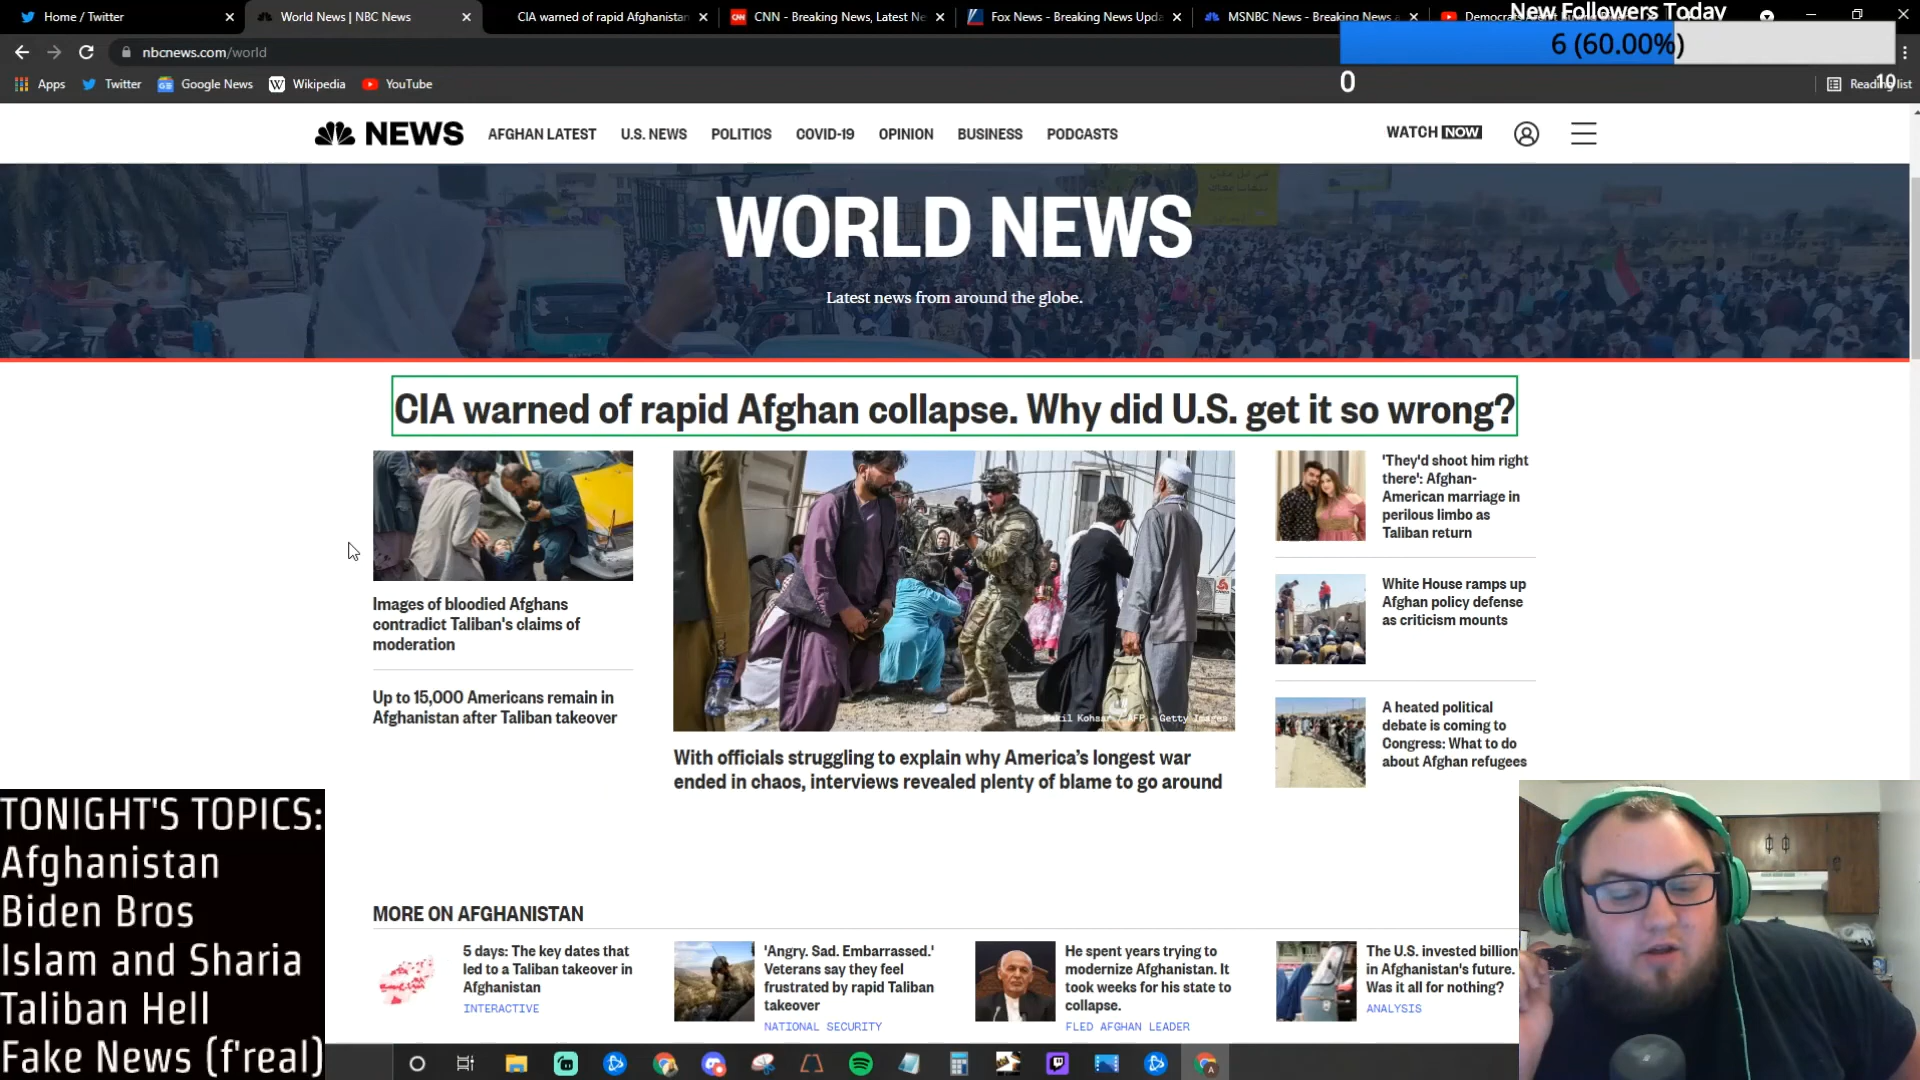 Home / Twitter
World News | NBC News
CIA warned of rapid Afghanistan
CNN - Breaking News, Latest Ne
Fox News - Breaking News Upda
MSNBC News - Breaking News a
New Followers Today
nbcnews.com/world
6 (60.00%)
0
10
Apps
Twitter
Google News
Wikipedia
YouTube
Reading list
NEWS
AFGHAN LATEST
U.S. NEWS
POLITICS
COVID-19
OPINION
BUSINESS
PODCASTS
WATCH NOW
WORLD NEWS
Latest news from around the globe.
CIA warned of rapid Afghan collapse. Why did U.S. get it so wrong?
Images of bloodied Afghans
contradict Taliban's claims of
moderation
Up to 15,000 Americans remain in
Afghanistan after Taliban takeover
Wakil Kohsar / AFP - Getty Images
With officials struggling to explain why America's longest war
ended in chaos, interviews revealed plenty of blame to go around
'They'd shoot him right
there': Afghan-
American marriage in
perilous limbo as
Taliban return
White House ramps up
Afghan policy defense
as criticism mounts
A heated political
debate is coming to
Congress: What to do
about Afghan refugees
MORE ON AFGHANISTAN
5 days: The key dates that
led to a Taliban takeover in
Afghanistan
INTERACTIVE
'Angry. Sad. Embarrassed.'
Veterans say they feel
frustrated by rapid Taliban
takeover
NATIONAL SECURITY
He spent years trying to
modernize Afghanistan. It
took weeks for his state to
collapse.
FLED AFGHAN LEADER
The U.S. invested billion
in Afghanistan's future.
Was it all for nothing?
ANALYSIS
TONIGHT'S TOPICS:
Afghanistan
Biden Bros
Islam and Sharia
Taliban Hell
Fake News (f'real)